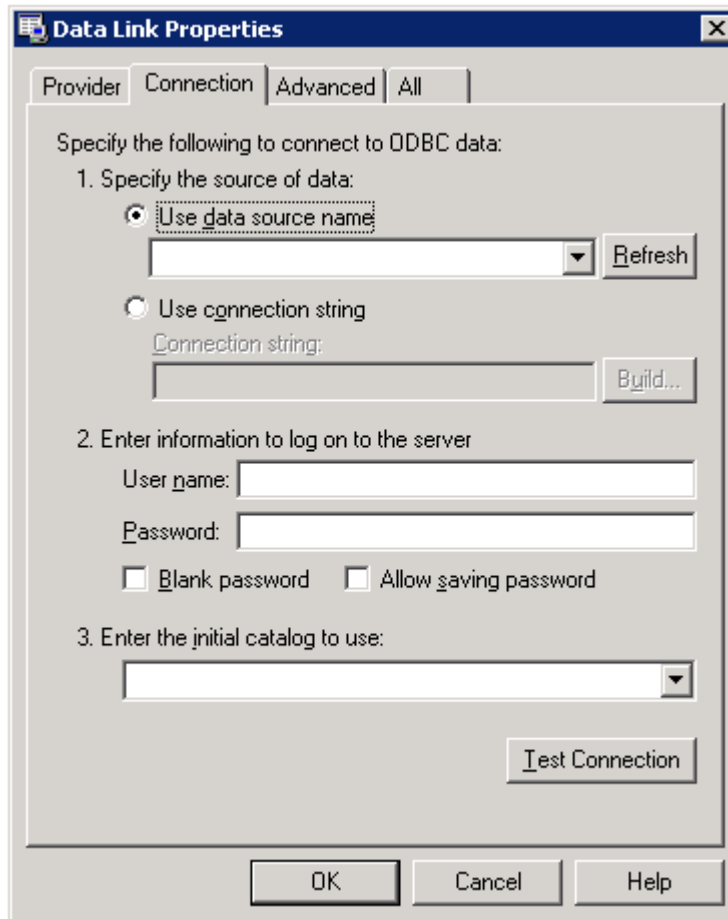 Data Link Properties
Provider Connection Advanced All
Specify the following to connect to ODBC data:
1. Specify the source of data:
Use data source name
Refresh
Use connection string
Connection string:
Build...
2. Enter information to log on to the server
User name:
Password:
Blank password Allow saving password
3. Enter the initial catalog to use:
Test Connection
OK Cancel Help